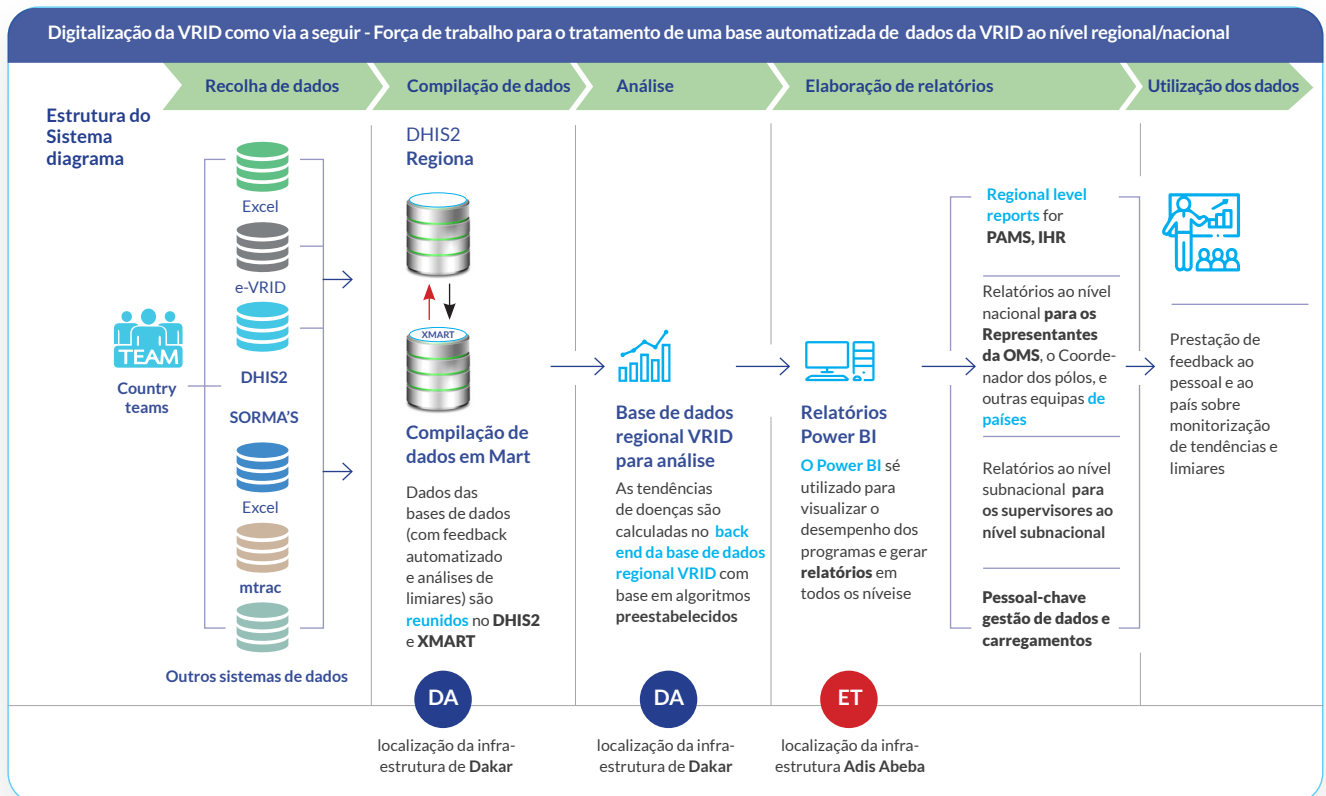 Digitalização da VRID como via a seguir - Força de trabalho para o tratamento de uma base automatizada de dados da VRID ao nível regional/nacional
Recolha de dados
Compilação de dados
Análise
Elaboração de relatórios
Utilização dos dados
Estrutura do
Sistema
diagrama
TEAM
Country
teams
Excel
e-VRID
DHIS2
SORMA'S
Excel
mtrac
Outros sistemas de dados
DHIS2
Regiona
XMART
Compilação de
dados em Mart
Dados das
bases de dados
(com feedback
automatizado
e análises de
limiares) são
reunidos no DHIS2
e XMART
DA
localização da infra-
estrutura de Dakar
Base de dados
regional VRID
para análise
As tendências
de doenças são
calculadas no back
end da base de dados
regional VRID com
base em algoritmos
preestabelecidos
DA
localização da infra-
estrutura de Dakar
Relatórios
Power BI
O Power BI sé
utilizado para
visualizar o
desempenho dos
programas e gerar
relatórios em
todos os níveise
ET
localização da infra-
estrutura Adis Abeba
Regional level
reports for
PAMS, IHR
Relatórios ao nível
nacional para os
Representantes
da OMS, o Coorde-
nador dos pólos, e
outras equipas de
países
Relatórios ao nível
subnacional para
os supervisores ao
nível subnacional
Pessoal-chave
gestão de dados e
carregamentos
Prestação de
feedback ao
pessoal e ao
país sobre
monitorização
de tendências e
limiares